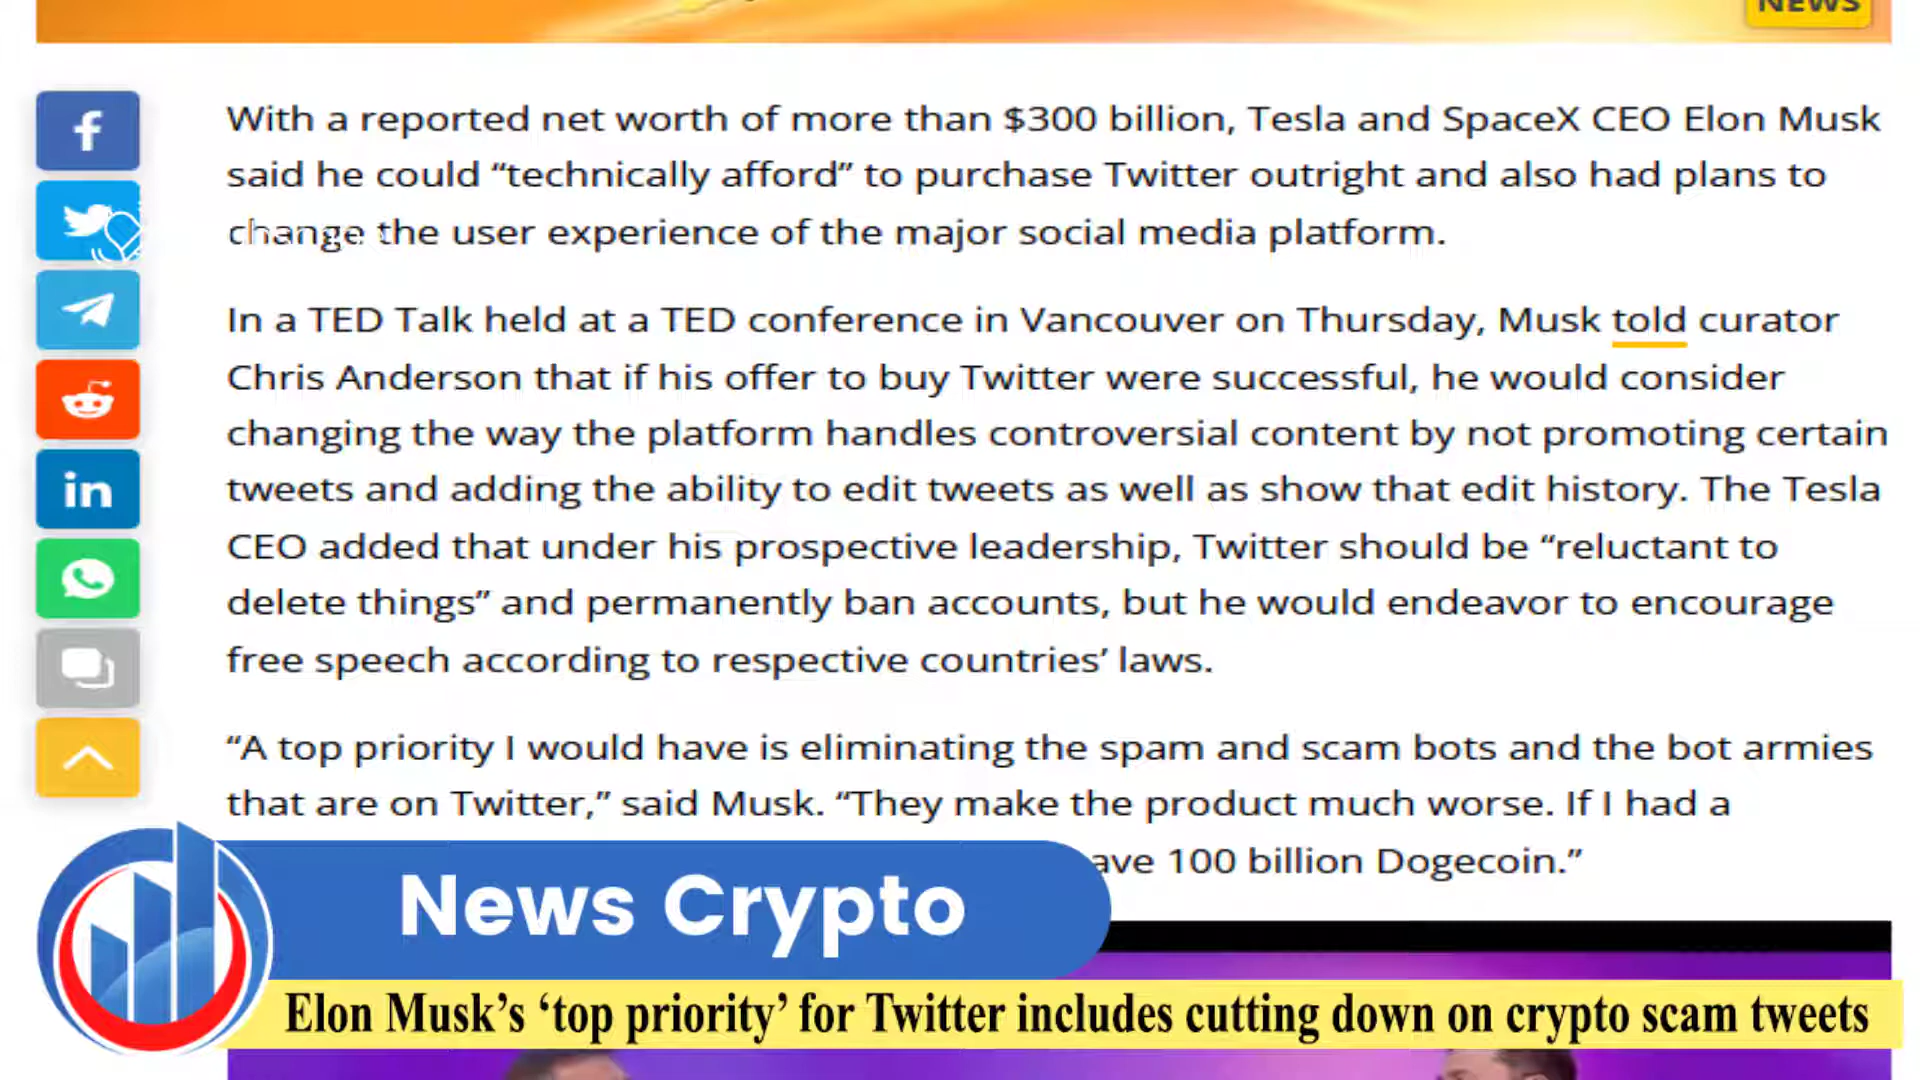 NEWS
With a reported net worth of more than $300 billion, Tesla and SpaceX CEO Elon Musk
said he could “technically afford” to purchase Twitter outright and also had plans to
change the user experience of the major social media platform.
In a TED Talk held at a TED conference in Vancouver on Thursday, Musk told curator
Chris Anderson that if his offer to buy Twitter were successful, he would consider
changing the way the platform handles controversial content by not promoting certain
tweets and adding the ability to edit tweets as well as show that edit history. The Tesla
CEO added that under his prospective leadership, Twitter should be “reluctant to
delete things” and permanently ban accounts, but he would endeavor to encourage
free speech according to respective countries’ laws.
“A top priority I would have is eliminating the spam and scam bots and the bot armies
that are on Twitter,” said Musk. “They make the product much worse. If I had a
100 billion Dogecoin.”
News Crypto
Elon Musk’s ‘top priority’ for Twitter includes cutting down on crypto scam tweets